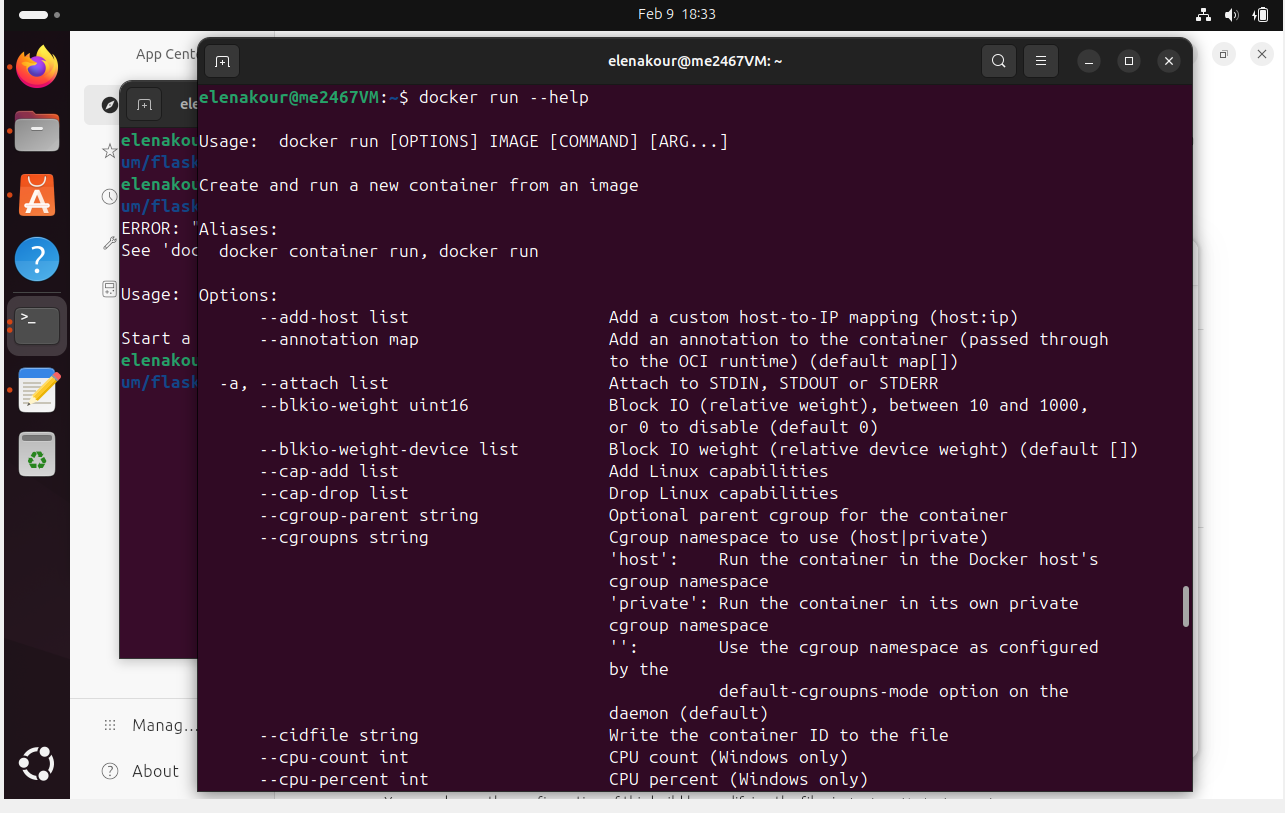 Feb 9 18:33
App Cent
elenakour@me2467VM: ~
ele
elenakour@me2467VM:~$ docker run --help
Usage:  docker run [OPTIONS] IMAGE [COMMAND] [ARG...]
Create and run a new container from an image
Aliases:
docker container run, docker run
Options:
--add-host list Add a custom host-to-IP mapping (host:ip)
--annotation map Add an annotation to the container (passed through
to the OCI runtime) (default map[])
-a, --attach list Attach to STDIN, STDOUT or STDERR
--blkio-weight uint16 Block IO (relative weight), between 10 and 1000,
or 0 to disable (default 0)
--blkio-weight-device list Block IO weight (relative device weight) (default [])
--cap-add list Add Linux capabilities
--cap-drop list Drop Linux capabilities
--cgroup-parent string Optional parent cgroup for the container
--cgroupns string Cgroup namespace to use (host|private)
'host': Run the container in the Docker host's
cgroup namespace
'private': Run the container in its own private
cgroup namespace
'': Use the cgroup namespace as configured
by the
default-cgroupns-mode option on the
daemon (default)
--cidfile string Write the container ID to the file
--cpu-count int CPU count (Windows only)
--cpu-percent int CPU percent (Windows only)
elenakou
um/flask
elenakou
um/flask
ERROR: "
See 'doc
Usage:
Start a
elenakou
um/flask
Manag...
About